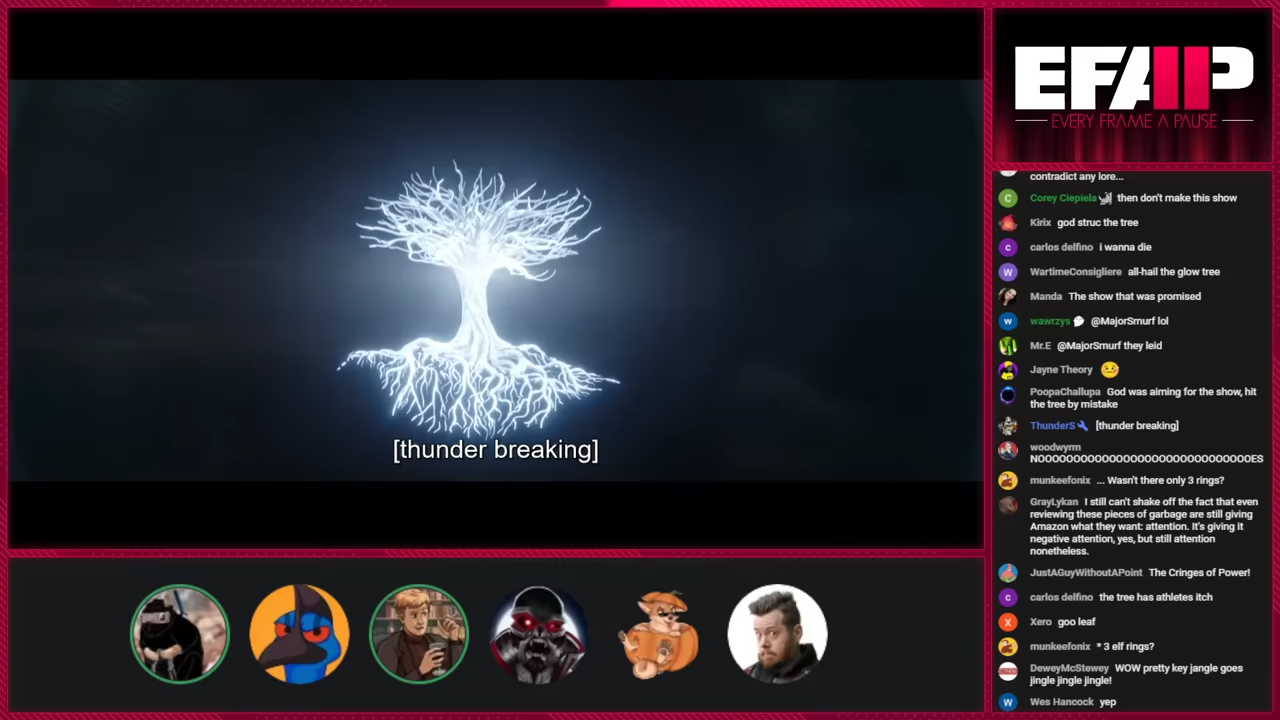 EFAP
EVERY FRAME A PAUSE
[thunder breaking]
contradict any lore...
Corey Ciepiela then don't make this show
Kirix god struc the tree
carlos delfino i wanna die
WartimeConsigliere all-hail the glow tree
Manda The show that was promised
wawrzys @MajorSmurf lol
Mr.E @MajorSmurf they leid
Jayne Theory
PoopaChallupa God was aiming for the show, hit
the tree by mistake
ThunderS [thunder breaking]
woodwyrm
NOOOOOOOOOOOOOOOOOOOOOOOOOOOOOOES
munkeefonix ... Wasn't there only 3 rings?
GrayLykan I still can't shake off the fact that even
reviewing these pieces of garbage are still giving
Amazon what they want: attention. It's giving it
negative attention, yes, but still attention
nonetheless.
JustAGuyWithoutAPoint The Cringes of Power!
carlos delfino the tree has athletes itch
Xero goo leaf
munkeefonix * 3 elf rings?
DeweyMcStewey WOW pretty key jangle goes
jingle jingle jingle!
Wes Hancock yep